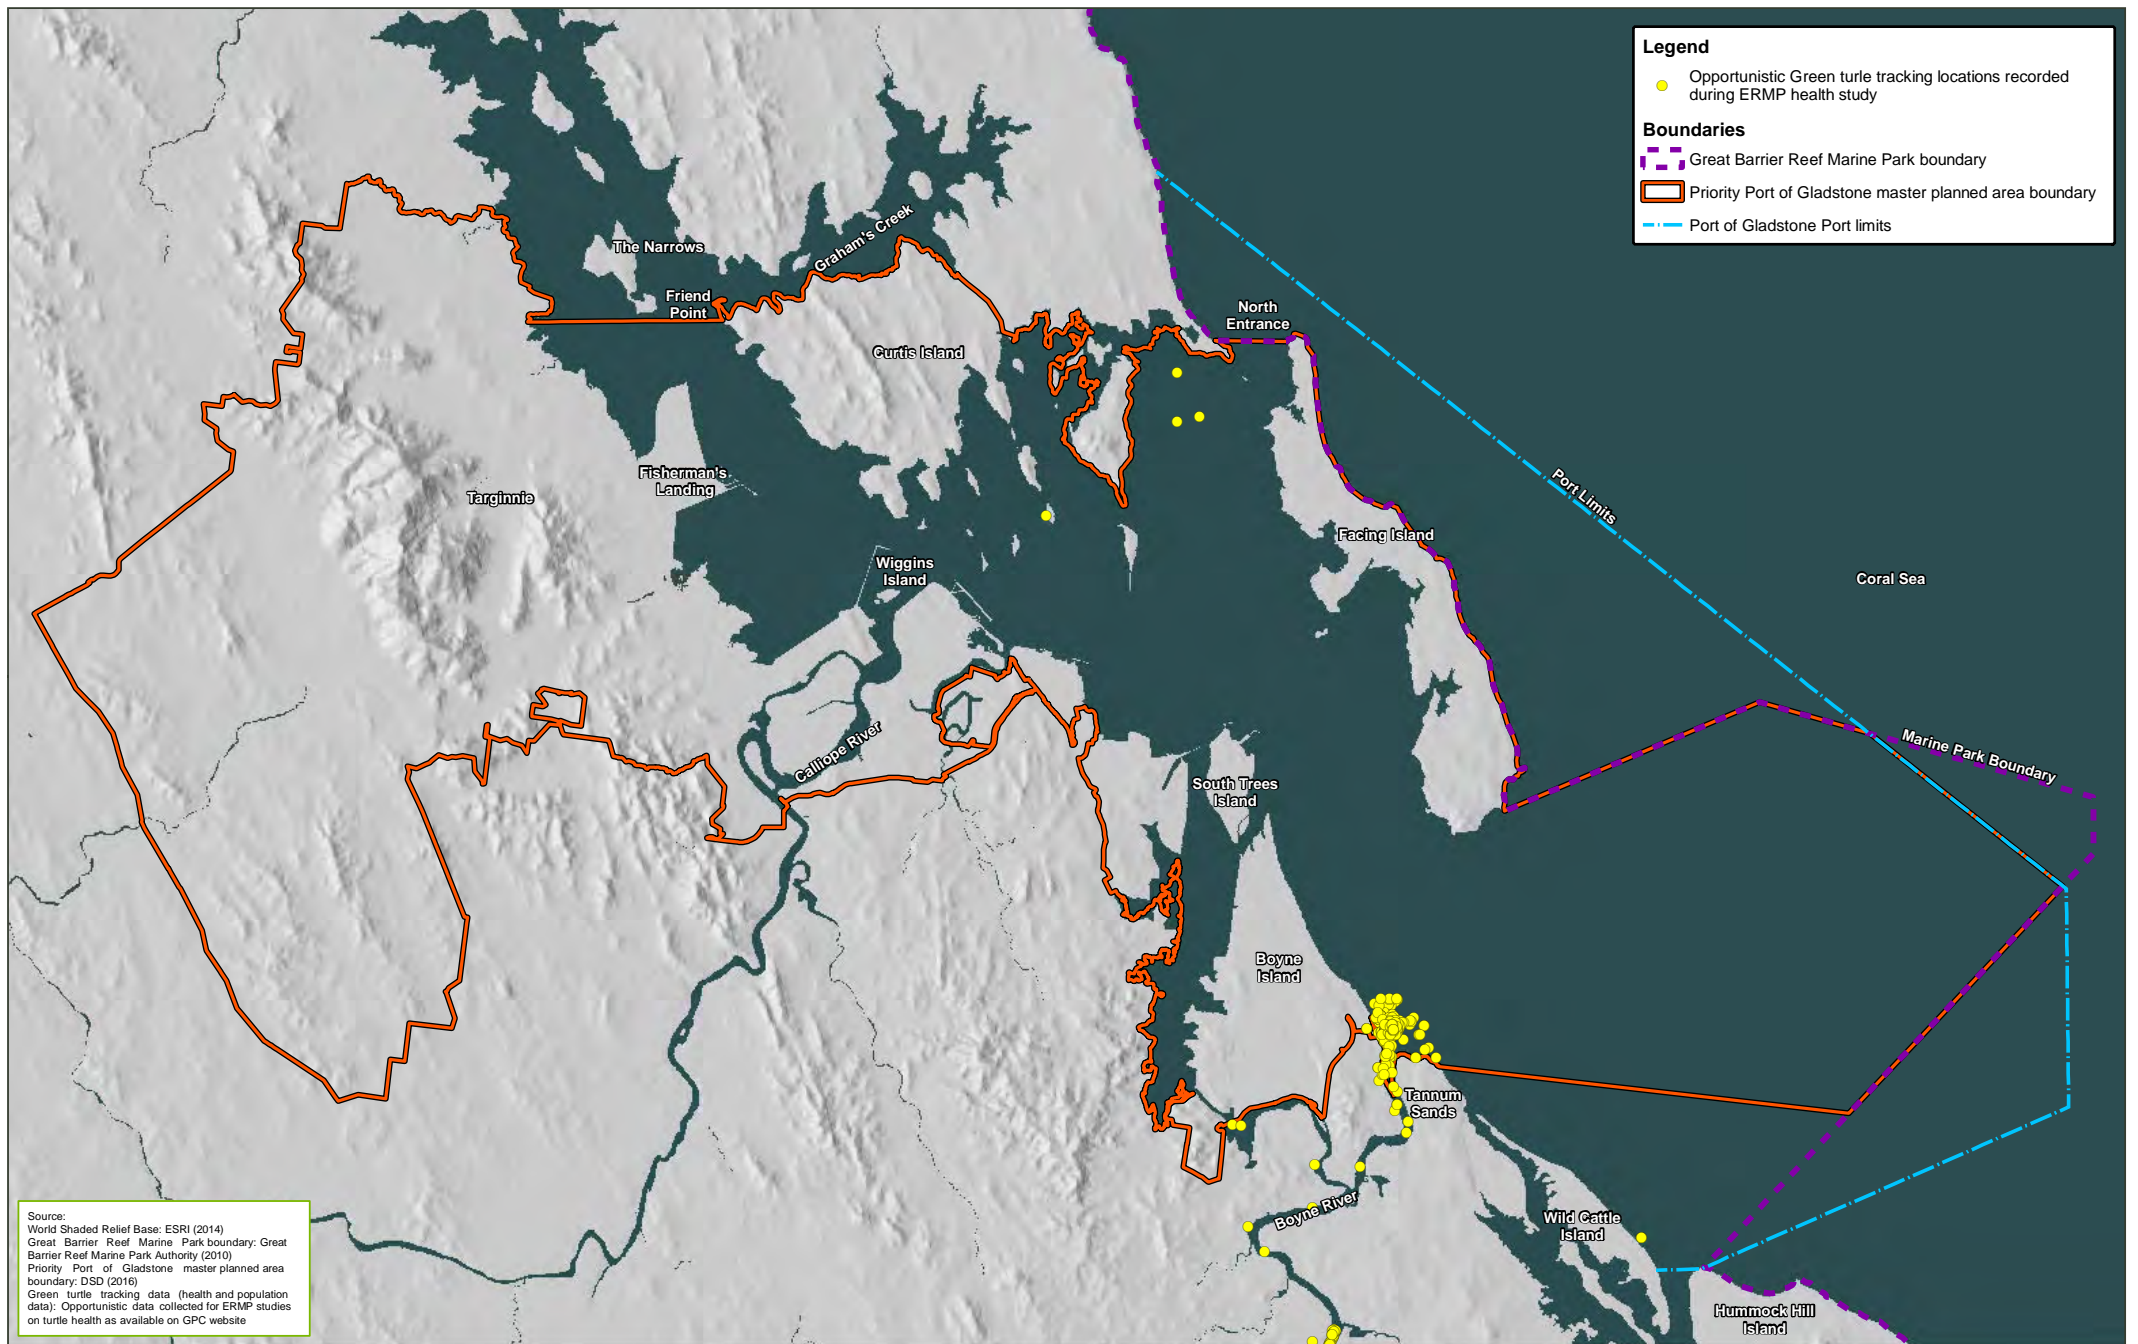 Legend
Opportunistic Green turle tracking locations recorded
during ERMP health study
Boundaries
Great Barrier Reef Marine Park boundary
Priority Port of Gladstone master planned area boundary
Port of Gladstone Port limits
Graham's Creek
The Narrows
Friend
Point
North
Entrance
Curtis Island
Fisherman's
Landing
Targinnie
Port Limits
Facing Island
Wiggins
Island
Coral Sea
Calliope River
Marine Park Boundary
South Trees
Island
Boyne
Island
Tannum
Sands
Boyne River
Wild Cattle
Island
Hummock Hill
Island
Source:
World Shaded Relief Base: ESRI (2014)
Great Barrier Reef Marine Park boundary: Great
Barrier Reef Marine Park Authority (2010)
Priority Port of Gladstone master planned area
boundary: DSD (2016)
Green turtle tracking data (health and population
data): Opportunistic data collected for ERMP studies
on turtle health as available on GPC website